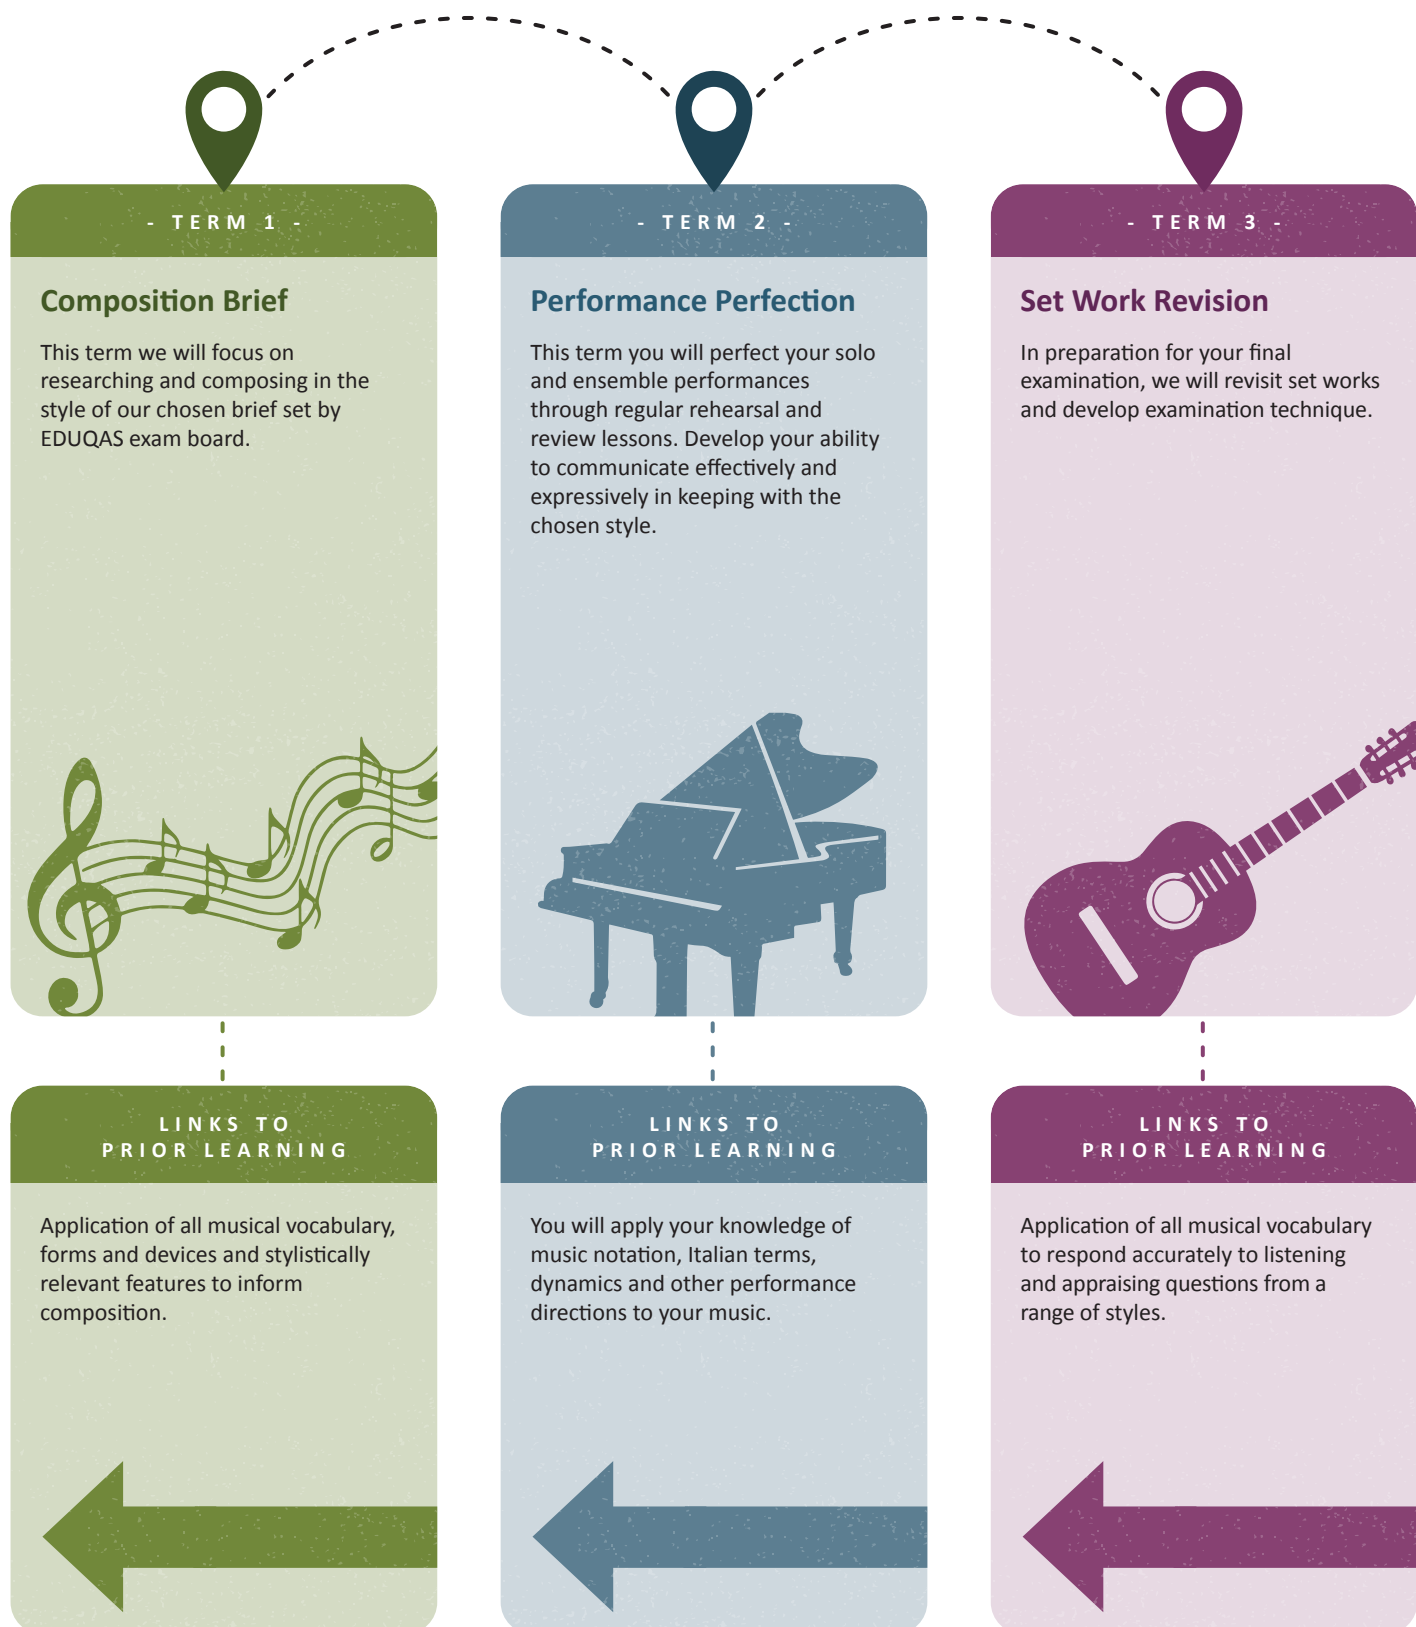 - TERM 1 -
Composition Brief
This term we will focus on
researching and composing in the
style of our chosen brief set by
EDUQAS exam board.
- TERM 2 -
Performance Perfection
This term you will perfect your solo
and ensemble performances
through regular rehearsal and
review lessons. Develop your ability
to communicate effectively and
expressively in keeping with the
chosen style.
- TERM 3 -
Set Work Revision
In preparation for your final
examination, we will revisit set works
and develop examination technique.
LINKS TO
PRIOR LEARNING
Application of all musical vocabulary,
forms and devices and stylistically
relevant features to inform
composition.
LINKS TO
PRIOR LEARNING
You will apply your knowledge of
music notation, Italian terms,
dynamics and other performance
directions to your music.
LINKS TO
PRIOR LEARNING
Application of all musical vocabulary
to respond accurately to listening
and appraising questions from a
range of styles.